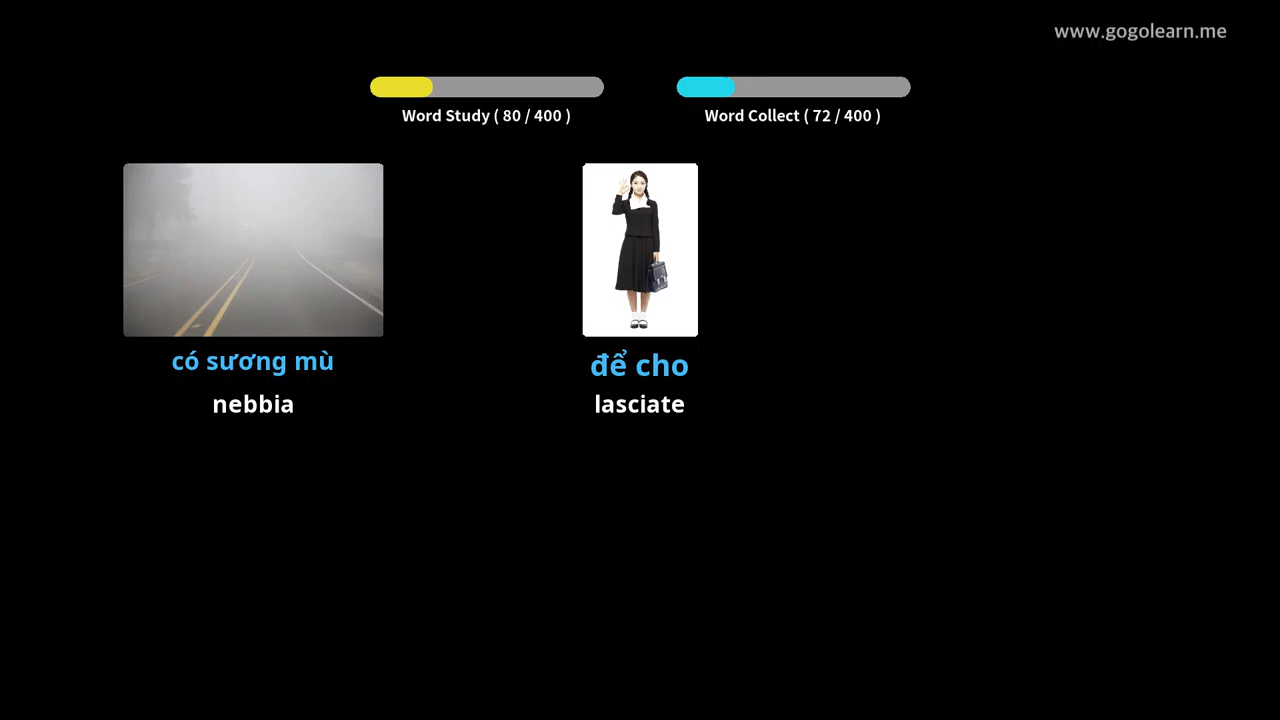 www.gogolearn.me
Word Study ( 80 / 400 )
Word Collect ( 72 / 400 )
có sương mù
nebbia
để cho
lasciate